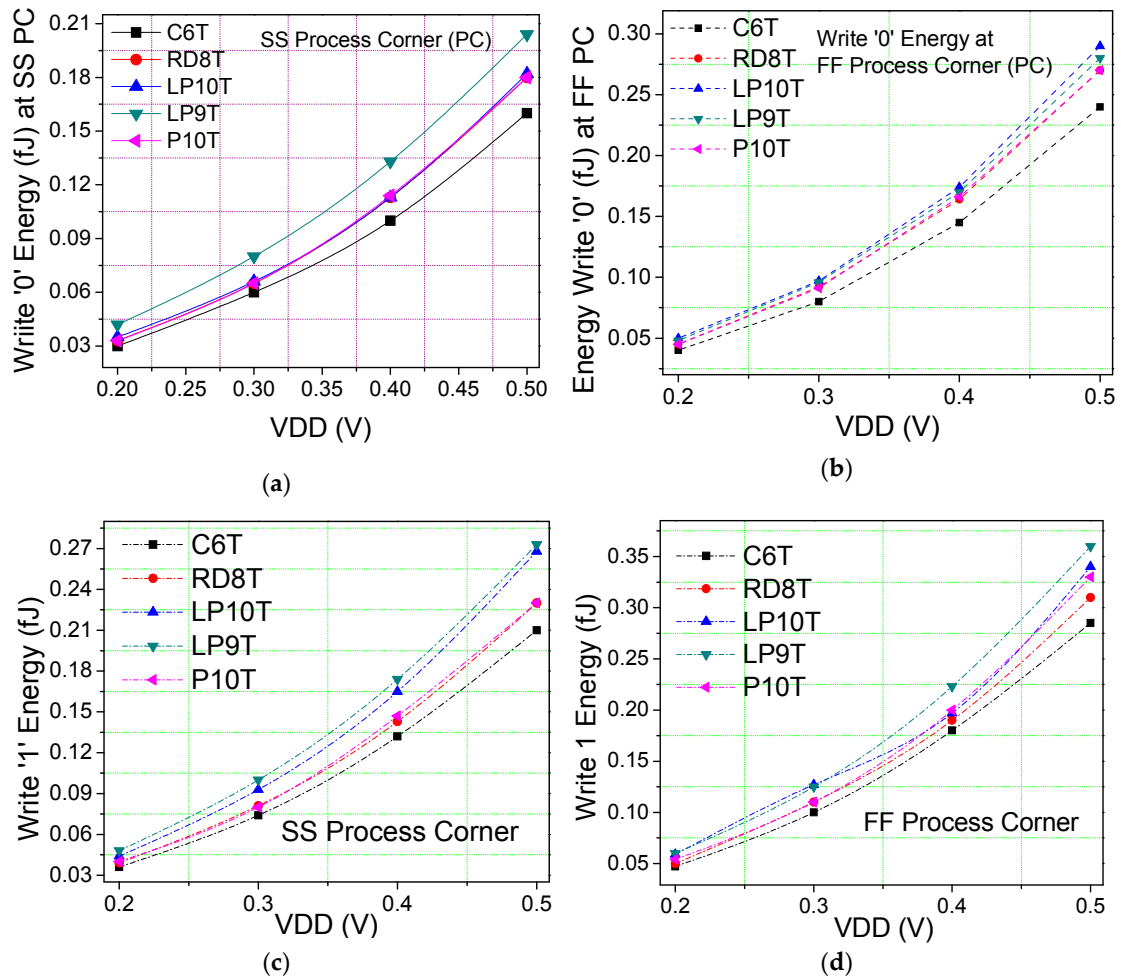 Wriite '0' Energy (fJ) at SS PC
0.21
0.18
0.15
0.12
0.09
0.06
0.03
C6T
RD8T
LP10T
LP9T
P10T
SS Process Corner (PC)
0.20 0.25 0.30 0.35 0.40 0.45 0.50
VDD (V)
(a)
Energy Write '0' (fJ) at FF PC
0.30
0.25
0.20
0.15
0.10
0.05
C6T
RD8T
LP10T
LP9T
P10T
Write '0' Energy at
FF Process Corner (PC)
0.2 0.3 0.4 0.5
VDD (V)
(b)
Write '1' Energy (fJ)
0.27
0.24
0.21
0.18
0.15
0.12
0.09
0.06
0.03
C6T
RD8T
LP10T
LP9T
P10T
SS Process Corner
0.2 0.3 0.4 0.5
VDD (V)
(c)
Write 1 Energy (fJ)
0.35
0.30
0.25
0.20
0.15
0.10
0.05
C6T
RD8T
LP10T
LP9T
P10T
FF Process Corner
0.2 0.3 0.4 0.5
VDD (V)
(d)